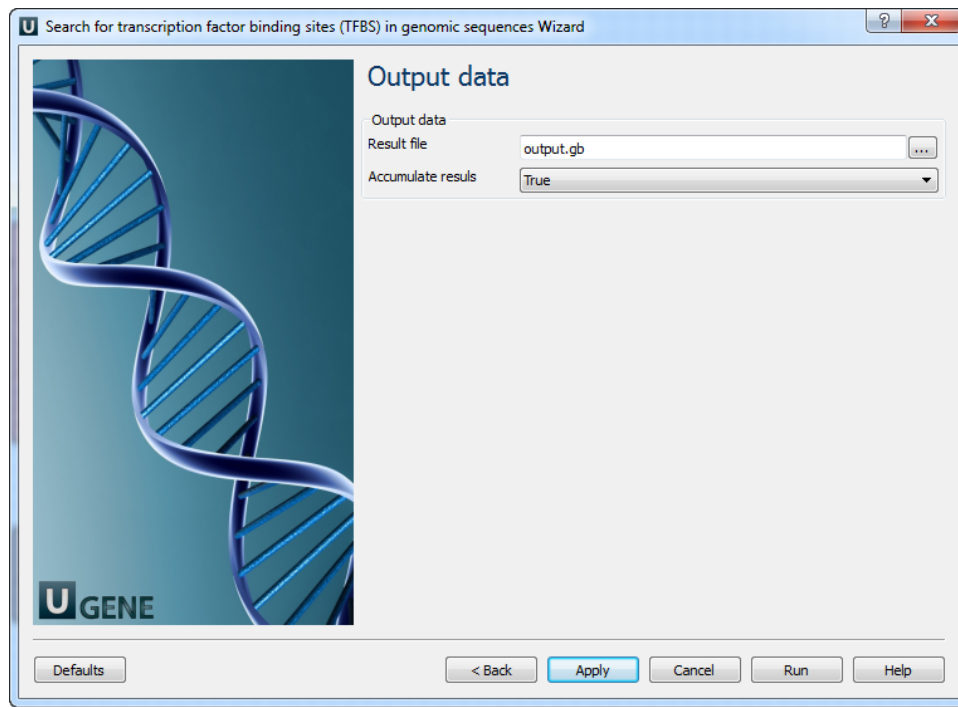 U Search for transcription factor binding sites (TFBS) in genomic sequences Wizard ? X
Output data
Output data
Result file output.gb ...
Accumulate resuls True
U GENE
Defaults < Back Apply Cancel Run Help